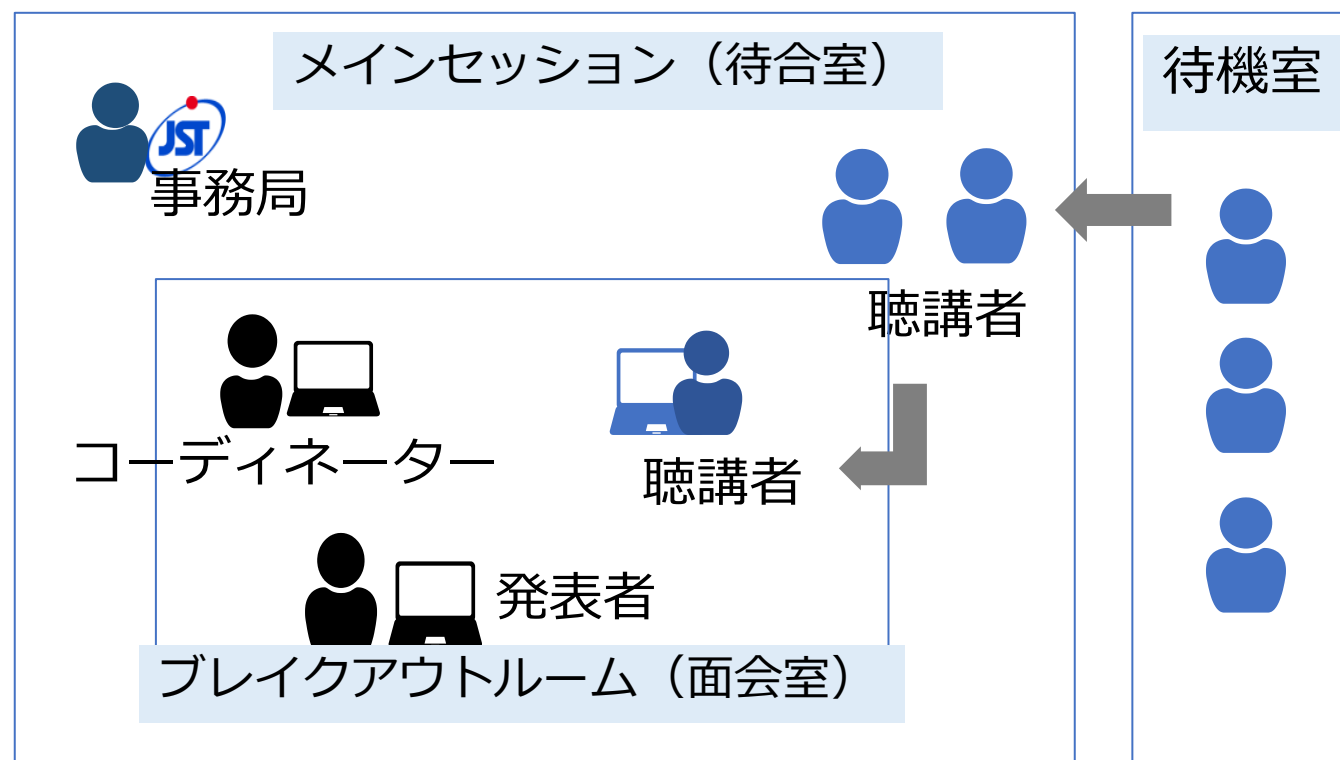 メインセッション（待合室）
待機室
JST
事務局
聴講者
コーディネーター
聴講者
発表者
ブレイクアウトルーム（面会室）